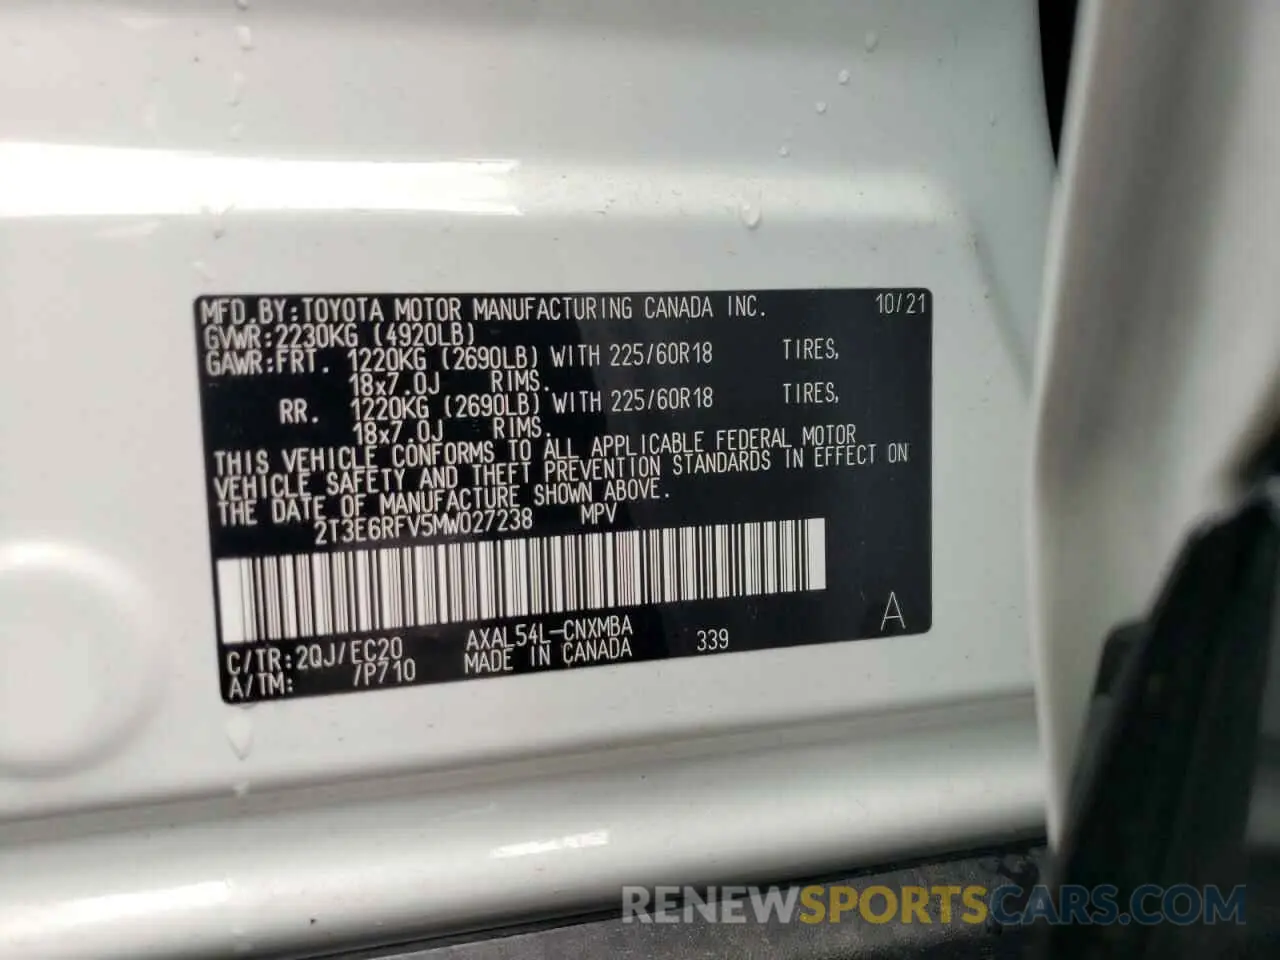 MFD.BY:TOYOTA MOTOR MANUFACTURING CANADA INC. 10/21
GVWR:2230KG (4920LB)
GAWR:FRT. 1220KG (2690LB) WITH 225/60R18 TIRES,
18x7.0J RIMS.
RR. 1220KG (2690LB) WITH 225/60R18 TIRES,
18x7.0J RIMS.
THIS VEHICLE CONFORMS TO ALL APPLICABLE FEDERAL MOTOR
VEHICLE SAFETY AND THEFT PREVENTION STANDARDS IN EFFECT ON
THE DATE OF MANUFACTURE SHOWN ABOVE.
2T3E6RFV5MW027238 MPV
A
C/TR:2QJ/EC20 AXAL54L-CNXMBA 339
A/TM: /P710 MADE IN CANADA
RENEWSPORTSCARS.COM